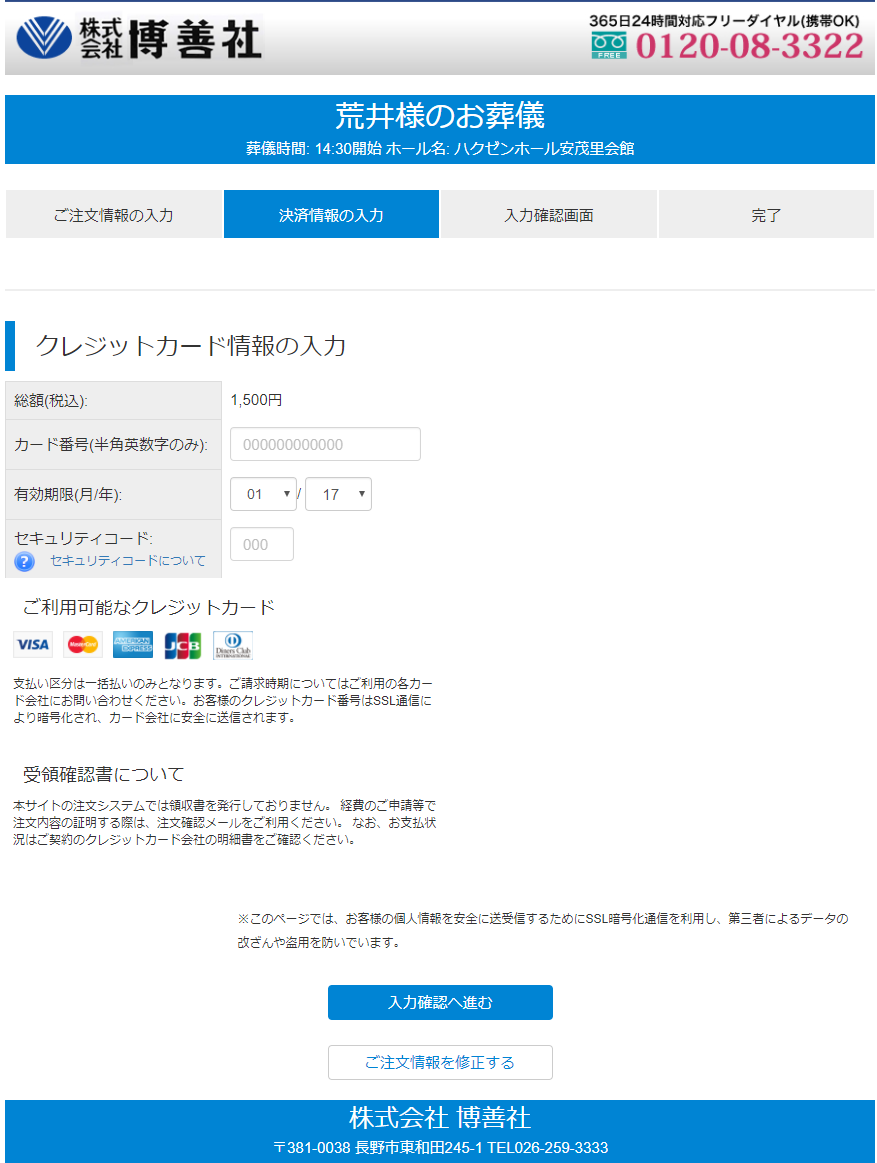 株式会社 博善社
365日24時間対応フリーダイヤル(携帯OK)
FREE 0120-08-3322
荒井様のお葬儀
葬儀時間: 14:30開始 ホール名: ハクゼンホール安茂里会館
ご注文情報の入力 決済情報の入力 入力確認画面 完了
クレジットカード情報の入力
総額(税込): 1,500円
カード番号(半角英数字のみ): 000000000000
有効期限(月/年): 01 / 17
セキュリティコード: 000
? セキュリティコードについて
ご利用可能なクレジットカード
VISA MasterCard AMERICAN EXPRESS JCB Diners Club INTERNATIONAL
支払い区分は一括払いのみとなります。ご請求時期についてはご利用の各カー
ド会社にお問い合わせください。お客様のクレジットカード番号はSSL通信に
より暗号化され、カード会社に安全に送信されます。
受領確認書について
本サイトの注文システムでは領収書を発行しておりません。 経費のご申請等で
注文内容の証明する際は、注文確認メールをご利用ください。 なお、お支払状
況はご契約のクレジットカード会社の明細書をご確認ください。
※このページでは、お客様の個人情報を安全に送受信するためにSSL暗号化通信を利用し、第三者によるデータの
改ざんや盗用を防いでいます。
入力確認へ進む
ご注文情報を修正する
株式会社 博善社
〒381-0038 長野市東和田245-1 TEL026-259-3333